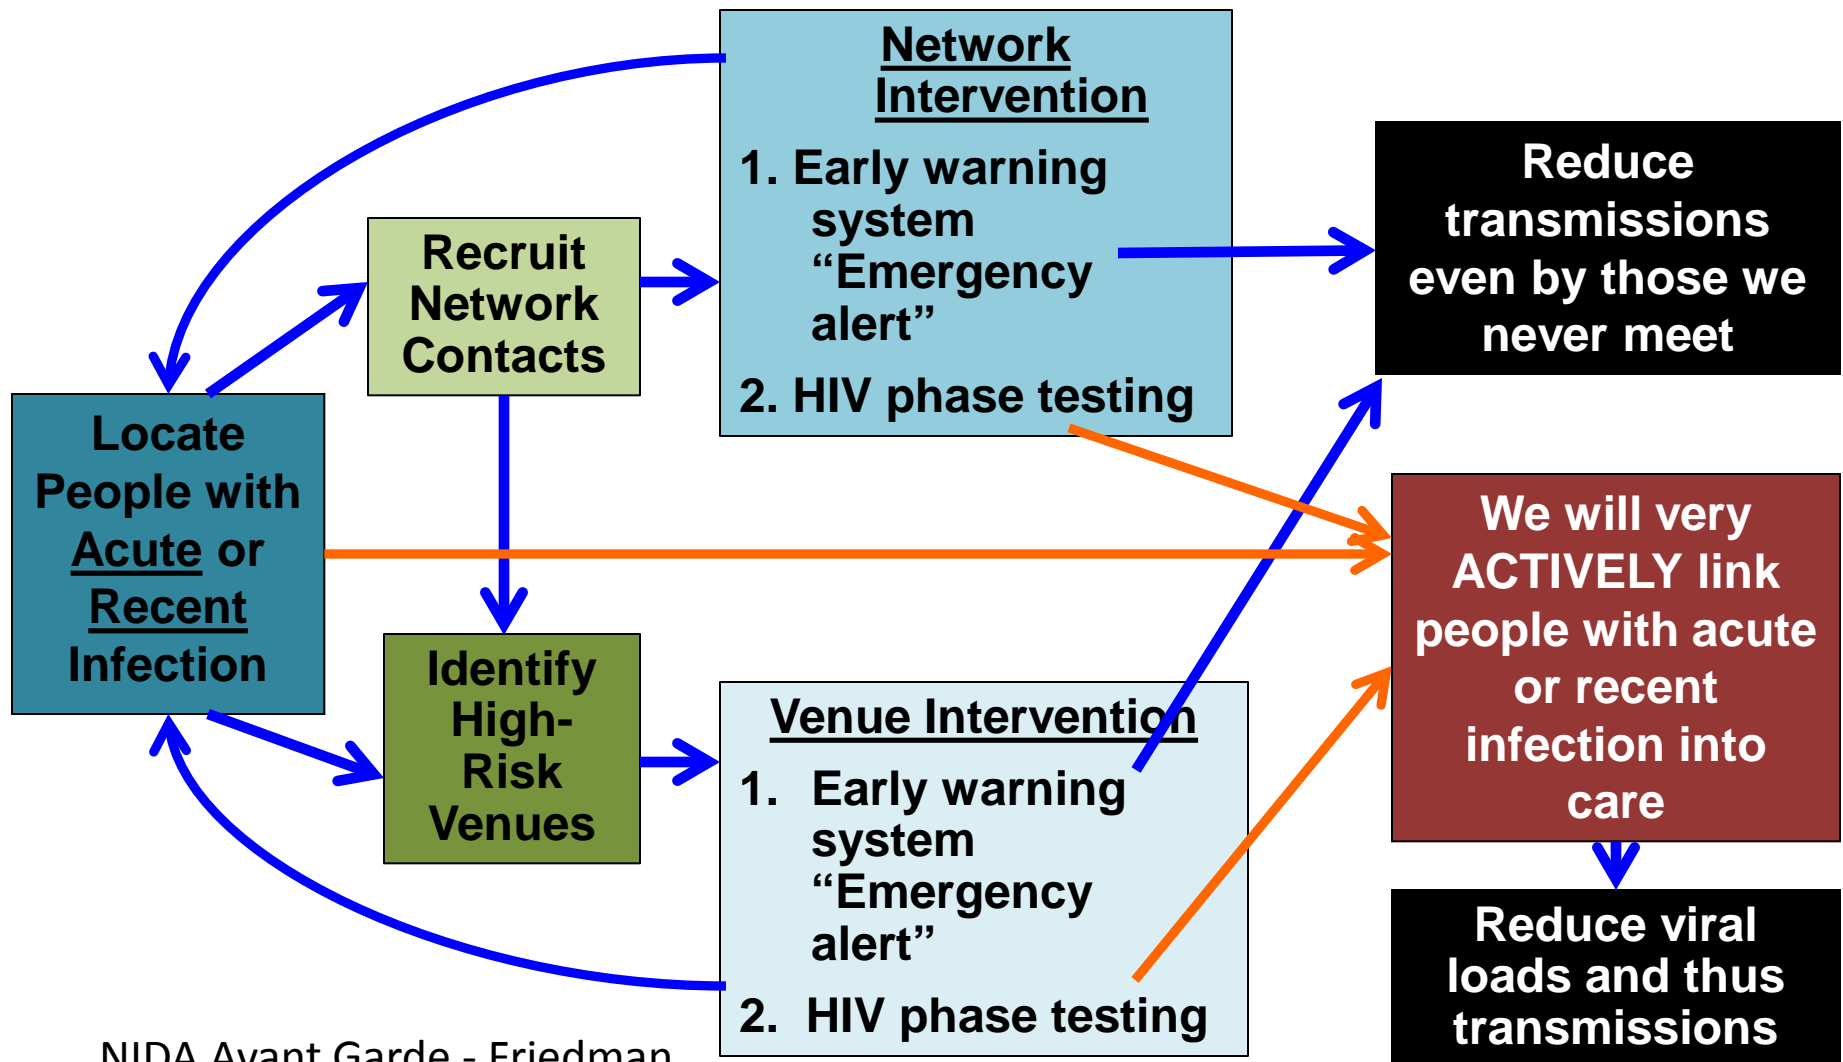 Network
Intervention
1. Early warning
system
“Emergency
alert”
2. HIV phase testing
Reduce
transmissions
even by those we
never meet
Recruit
Network
Contacts
Locate
People with
Acute or
Recent
Infection
We will very
ACTIVELY link
people with acute
or recent
infection into
care
Identify
High-
Risk
Venues
Venue Intervention
1. Early warning
system
“Emergency
alert”
2. HIV phase testing
Reduce viral
loads and thus
transmissions
NIDA Avant Garde - Friedman